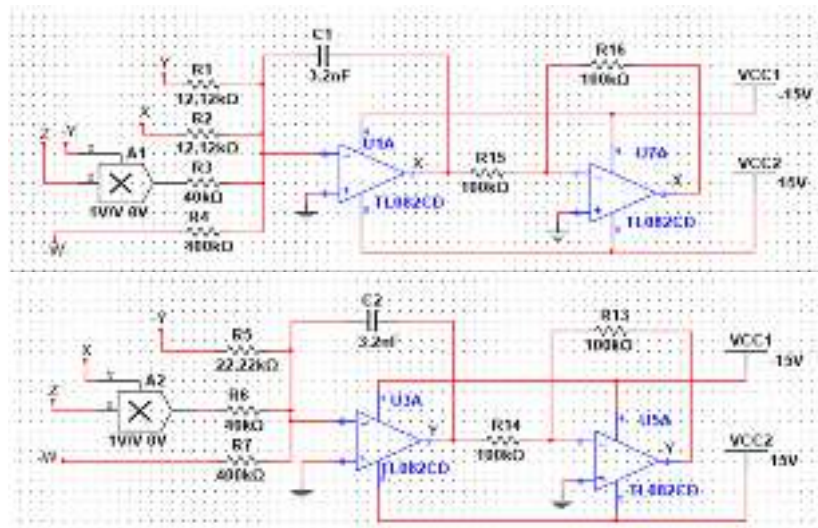 C1
3.2nF
Y
R1
12.12kΩ
X
R2
12.12kΩ
Z
Y
A1
R3
40kΩ
1V/V 0V
R4
400kΩ
-W
U1A
X
TL082CD
R15
100kΩ
R16
100kΩ
U7A
X
TL082CD
VCC1
-15V
VCC2
15V
C2
3.2nF
Y
R5
22.22kΩ
X
Z
A2
R6
40kΩ
1V/V 0V
R7
400kΩ
U3A
Y
TL082CD
R14
100kΩ
R13
100kΩ
U5A
Y
TL082CD
VCC1
15V
VCC2
15V